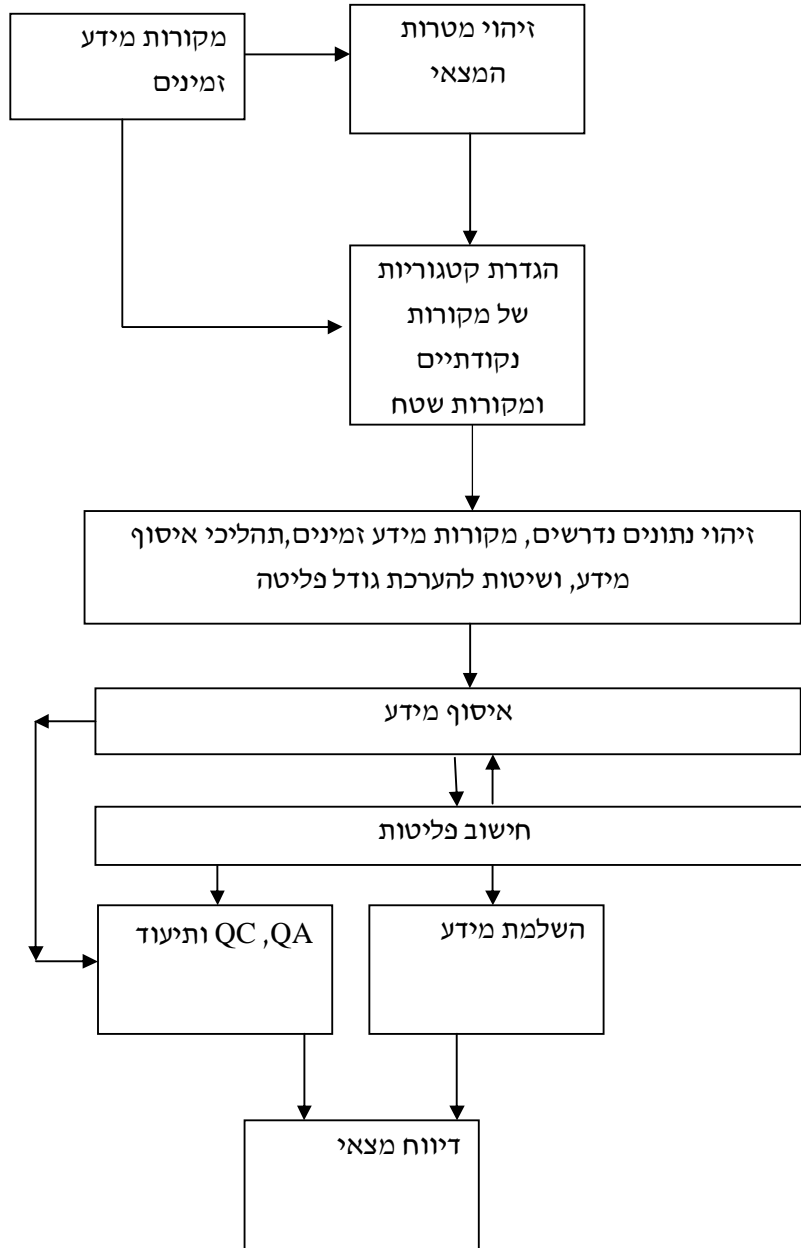 מקורות מידע
זמינים
זיהוי מטרות
המצאי
הגדרת קטגוריות
של מקורות
נקודתיים
ומקורות שטח
זיהוי נתונים נדרשים, מקורות מידע זמינים,תהליכי איסוף
מידע, ושיטות להערכת גודל פליטה
איסוף מידע
חישוב פליטות
השלמת מידע
QC ,QA ותיעוד
דיווח מצאי